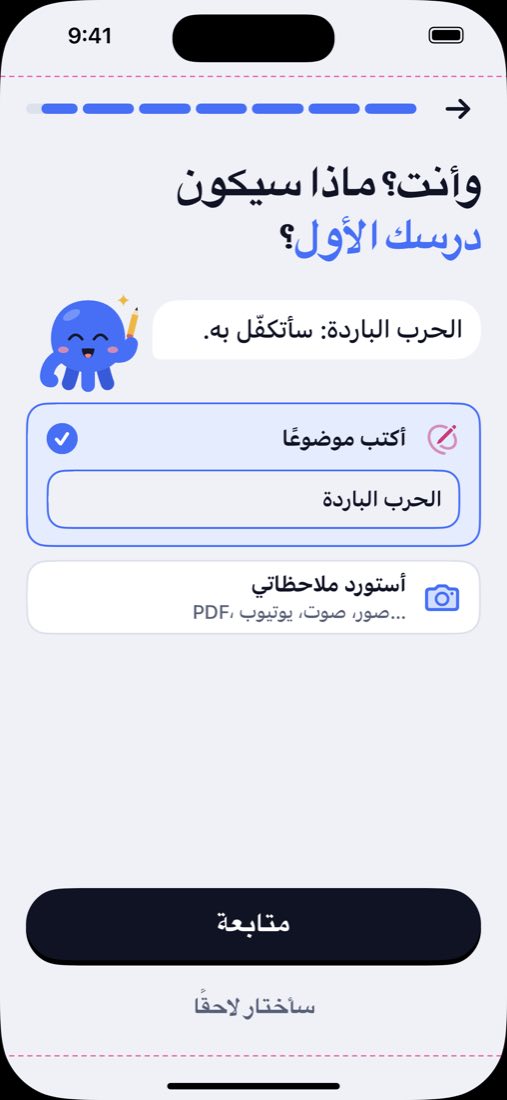 9:41
وأنت؟ ماذا سيكون
درسك الأول؟
الحرب الباردة: سأتكفّل به.
أكتب موضوعًا
الحرب الباردة
أستورد ملاحظاتي
PDF، صور، صوت، يوتيوب...
متابعة
سأختار لاحقًا